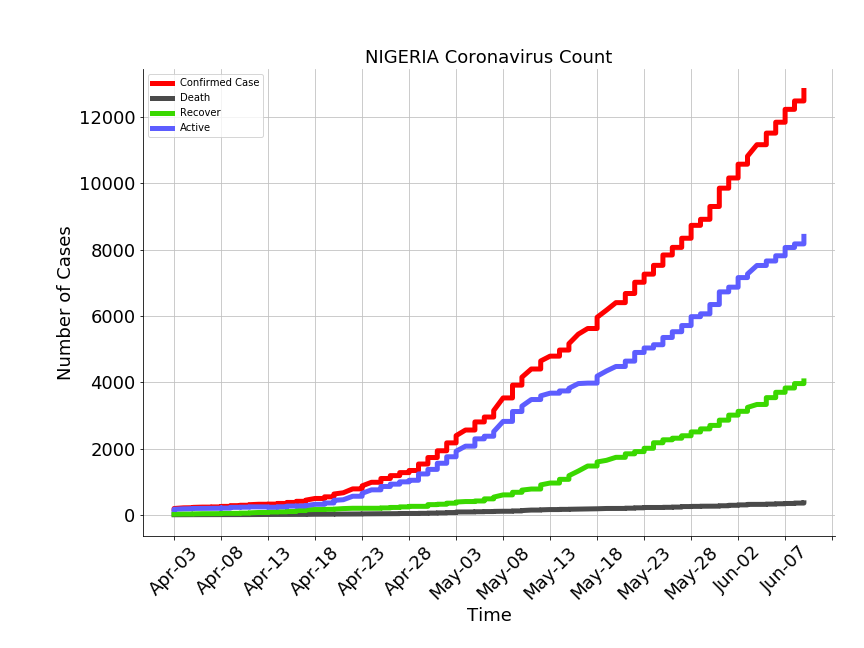 NIGERIA Coronavirus Count
Confirmed Case
Death
Recover
Active
Number of Cases
12000
10000
8000
6000
4000
2000
0
Apr-03
Apr-08
Apr-13
Apr-18
Apr-23
Apr-28
May-03
May-08
May-13
May-18
May-23
May-28
Jun-02
Jun-07
Time